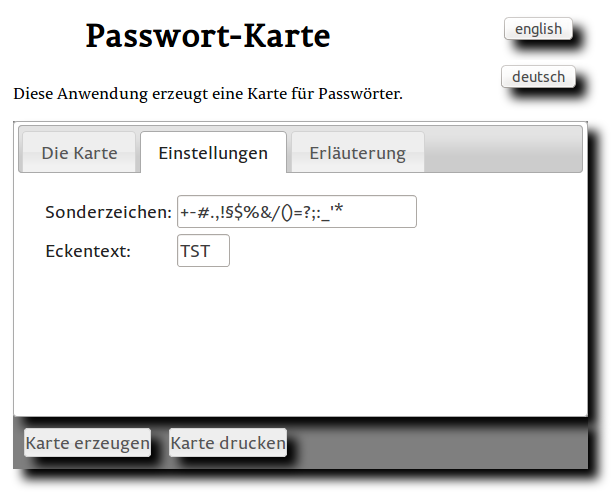 Passwort-Karte
english
deutsch
Diese Anwendung erzeugt eine Karte für Passwörter.
Die Karte Einstellungen Erläuterung
Sonderzeichen: +-#.,!§$%&/()=?;:_'*
Eckentext: TST
Karte erzeugen Karte drucken